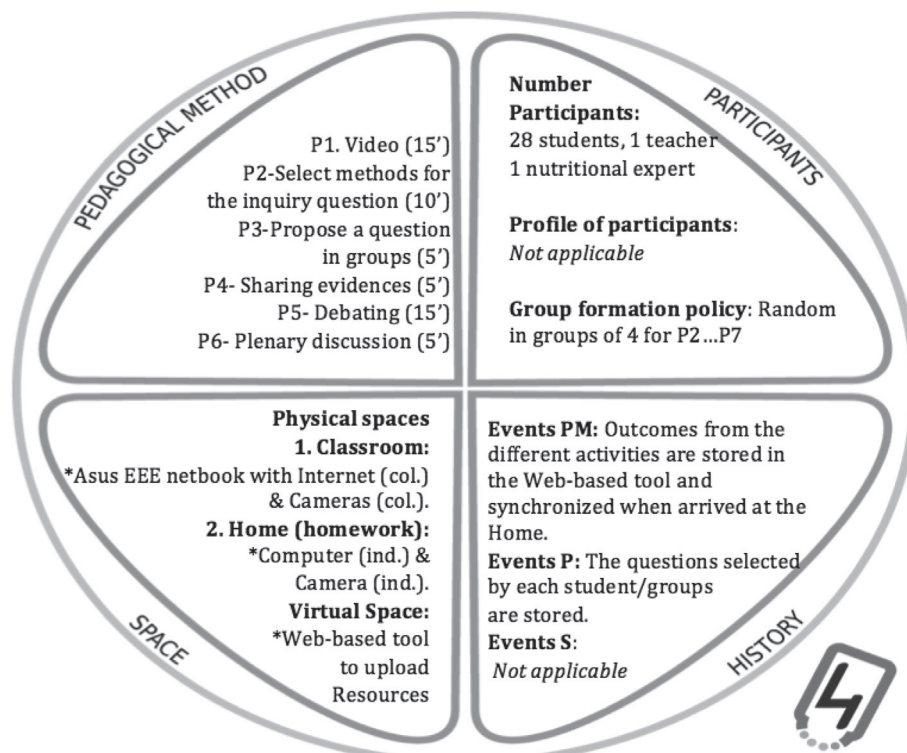 PEDAGOGICAL METHOD
P1. Video (15’)
P2-Select methods for
the inquiry question (10’)
P3-Propose a question
in groups (5’)
P4- Sharing evidences (5’)
P5- Debating (15’)
P6- Plenary discussion (5’)
PARTICIPANTS
Number
Participants:
28 students, 1 teacher
1 nutritional expert
Profile of participants:
Not applicable
Group formation policy: Random
in groups of 4 for P2...P7
SPACE
Physical spaces
1. Classroom:
*Asus EEE netbook with Internet (col.)
& Cameras (col.).
2. Home (homework):
*Computer (ind.) &
Camera (ind.).
Virtual Space:
*Web-based tool
to upload
Resources
HISTORY
Events PM: Outcomes from the
different activities are stored in
the Web-based tool and
synchronized when arrived at the
Home.
Events P: The questions selected
by each student/groups
are stored.
Events S:
Not applicable
4